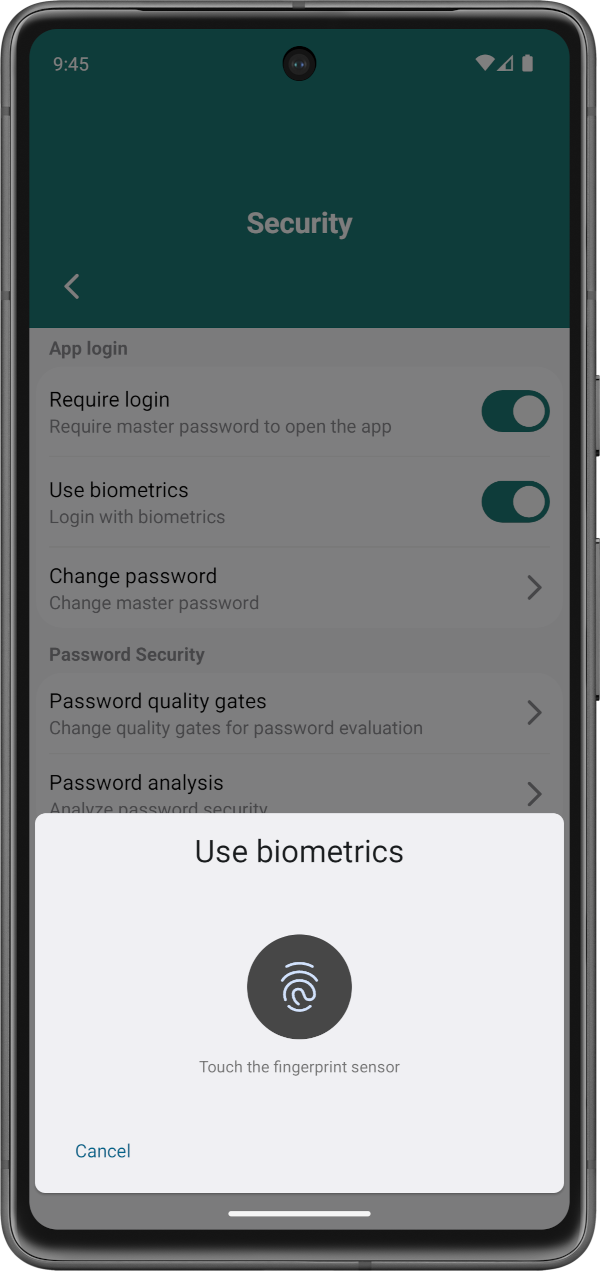 9:45
Security
App login
Require login
Require master password to open the app
Use biometrics
Login with biometrics
Change password
Change master password
Password Security
Password quality gates
Change quality gates for password evaluation
Password analysis
Analyze password security
Use biometrics
Touch the fingerprint sensor
Cancel